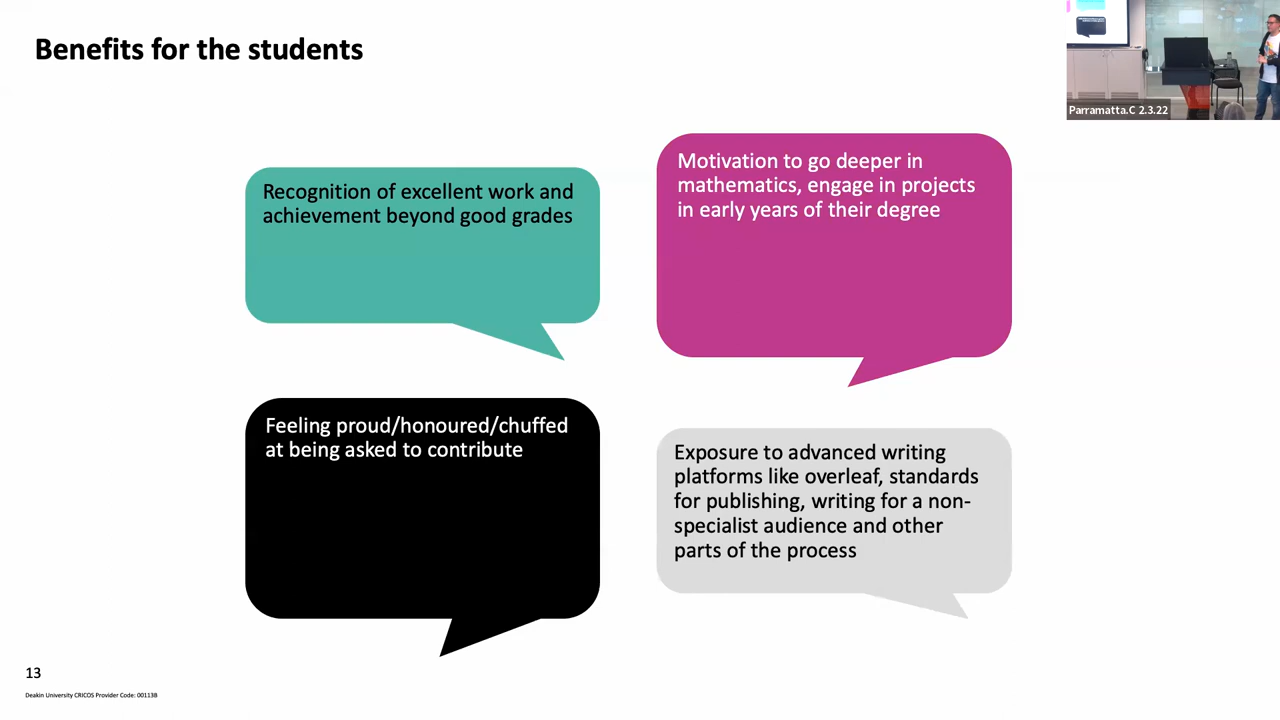 Benefits for the students
Parramatta.C 2.3.22
Recognition of excellent work and
achievement beyond good grades
Motivation to go deeper in
mathematics, engage in projects
in early years of their degree
Feeling proud/honoured/chuffed
at being asked to contribute
Exposure to advanced writing
platforms like overleaf, standards
for publishing, writing for a non-
specialist audience and other
parts of the process
13
Deakin University CRICOS Provider Code: 00113B